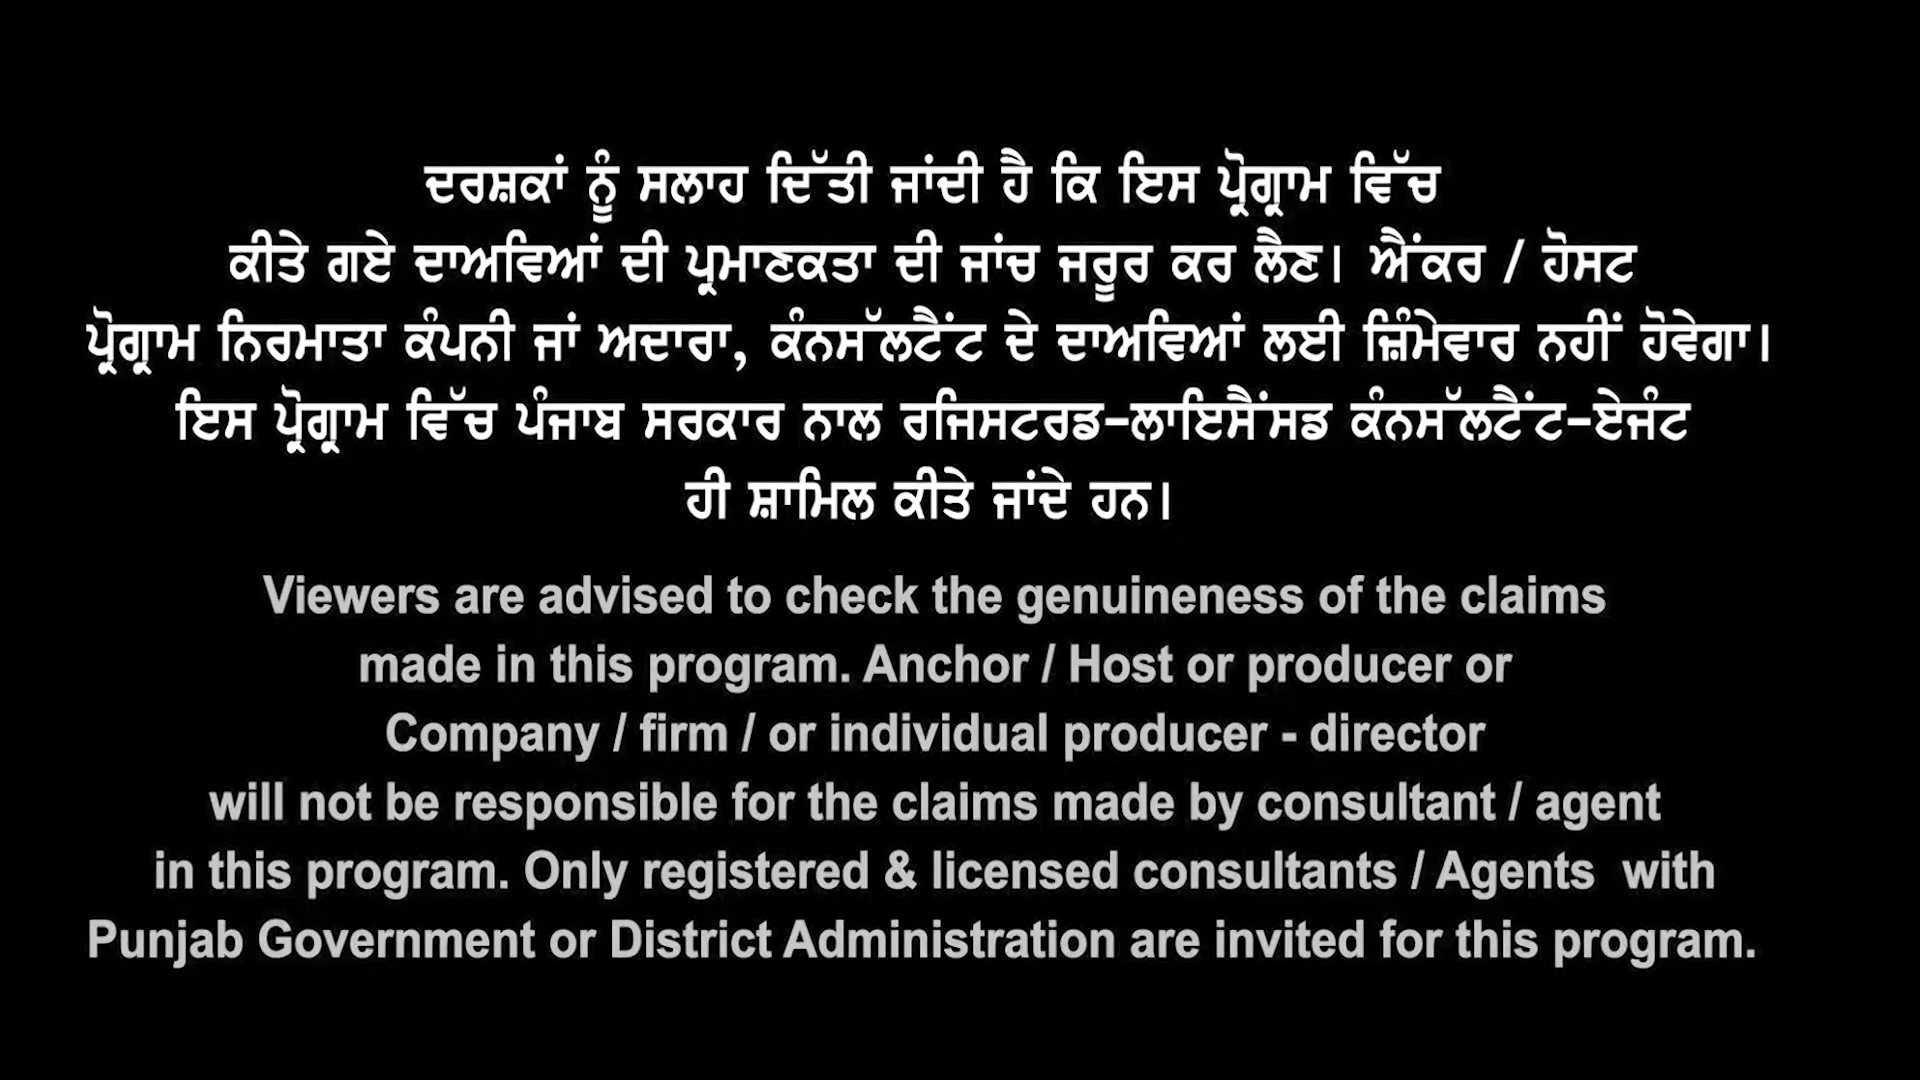 ਦਰਸ਼ਕਾਂ ਨੂੰ ਸਲਾਹ ਦਿੱਤੀ ਜਾਂਦੀ ਹੈ ਕਿ ਇਸ ਪ੍ਰੋਗ੍ਰਾਮ ਵਿੱਚ
ਕੀਤੇ ਗਏ ਦਾਅਵਿਆਂ ਦੀ ਪ੍ਰਮਾਣਕਤਾ ਦੀ ਜਾਂਚ ਜਰੂਰ ਕਰ ਲੈਣ। ਐਂਕਰ / ਹੋਸਟ
ਪ੍ਰੋਗ੍ਰਾਮ ਨਿਰਮਾਤਾ ਕੰਪਨੀ ਜਾਂ ਅਦਾਰਾ, ਕੰਨਸੱਲਟੈਂਟ ਦੇ ਦਾਅਵਿਆਂ ਲਈ ਜ਼ਿੰਮੇਵਾਰ ਨਹੀਂ ਹੋਵੇਗਾ।
ਇਸ ਪ੍ਰੋਗ੍ਰਾਮ ਵਿੱਚ ਪੰਜਾਬ ਸਰਕਾਰ ਨਾਲ ਰਜਿਸਟਰਡ-ਲਾਇਸੈਂਸਡ ਕੰਨਸੱਲਟੈਂਟ-ਏਜੰਟ
ਹੀ ਸ਼ਾਮਿਲ ਕੀਤੇ ਜਾਂਦੇ ਹਨ।
Viewers are advised to check the genuineness of the claims
made in this program. Anchor / Host or producer or
Company / firm / or individual producer - director
will not be responsible for the claims made by consultant / agent
in this program. Only registered & licensed consultants / Agents  with
Punjab Government or District Administration are invited for this program.